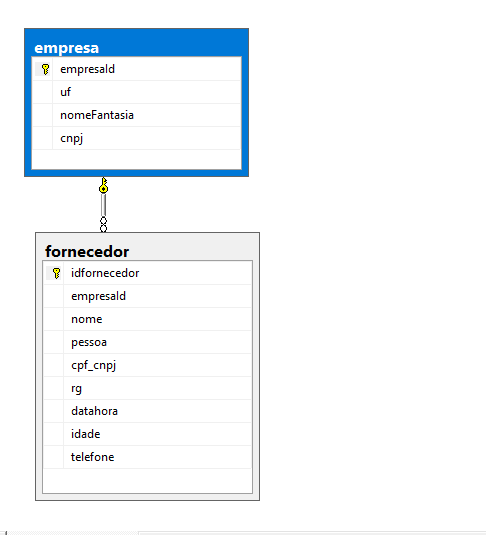 empresa
empresaId
uf
nomeFantasia
cnpj
fornecedor
idfornecedor
empresaId
nome
pessoa
cpf_cnpj
rg
datahora
idade
telefone